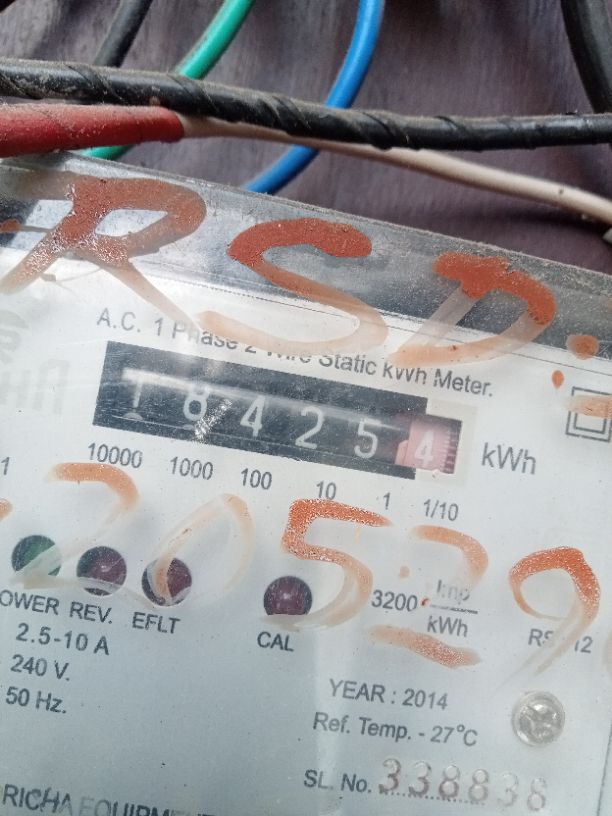 RSD:
A.C. 1 Phase 2 Wire Static kWh Meter.
184254 kWh
10000 1000 100 10 1 1/10
20529
POWER REV. EFLT CAL 3200 imp/kWh
2.5-10 A
240 V.
50 Hz.
YEAR : 2014
Ref. Temp. - 27°C
SL. No. 338838